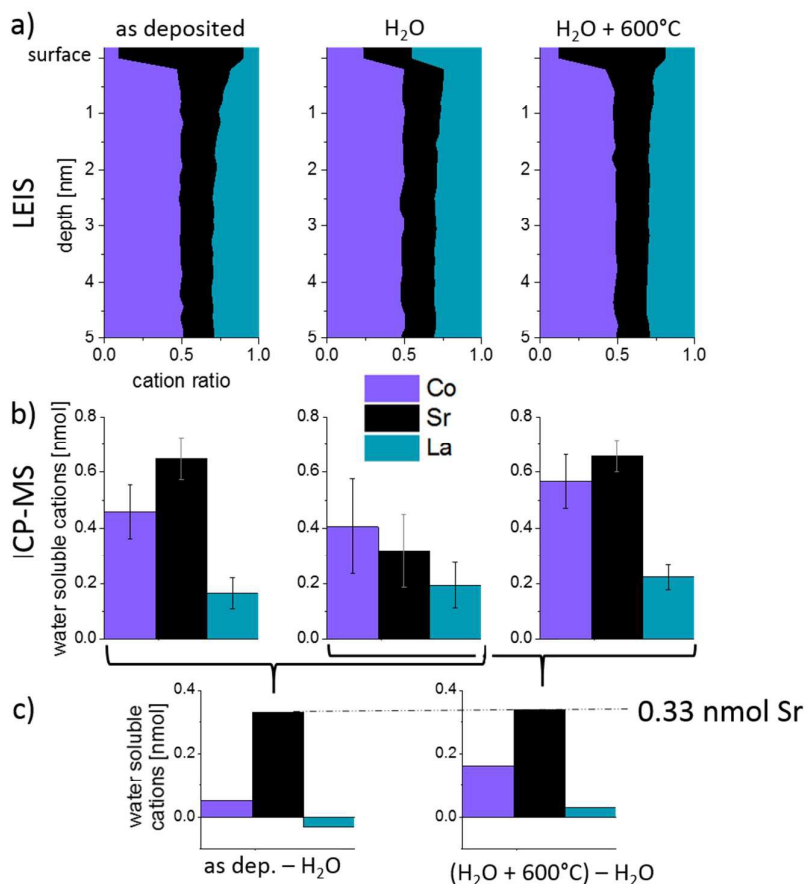 a)
as deposited
H₂O
H₂O + 600°C
LEIS
depth [nm]
surface
1
2
3
4
5
0.0 0.5 1.0
0.0 0.5 1.0
0.0 0.5 1.0
cation ratio
Co
Sr
La
b)
ICP-MS
water soluble cations [nmol]
0.8
0.6
0.4
0.2
0.0
0.8
0.6
0.4
0.2
0.0
0.8
0.6
0.4
0.2
0.0
c)
water soluble
cations [nmol]
0.4
0.2
0.0
0.4
0.2
0.0
0.33 nmol Sr
as dep. – H₂O
(H₂O + 600°C) – H₂O